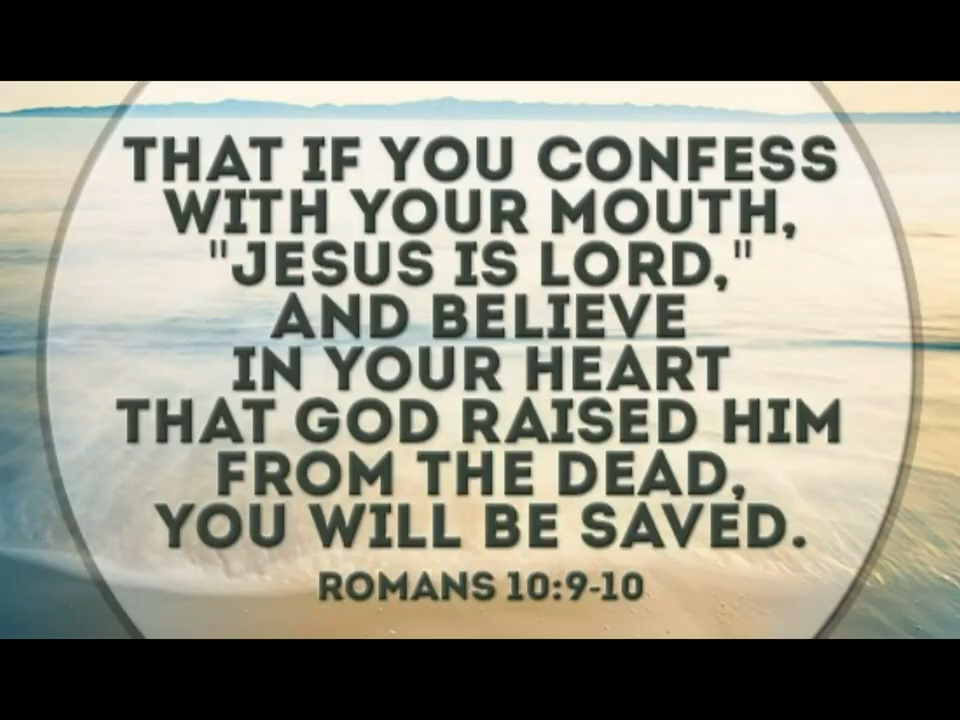 THAT IF YOU CONFESS
WITH YOUR MOUTH,
"JESUS IS LORD,"
AND BELIEVE
IN YOUR HEART
THAT GOD RAISED HIM
FROM THE DEAD,
YOU WILL BE SAVED.
ROMANS 10:9-10